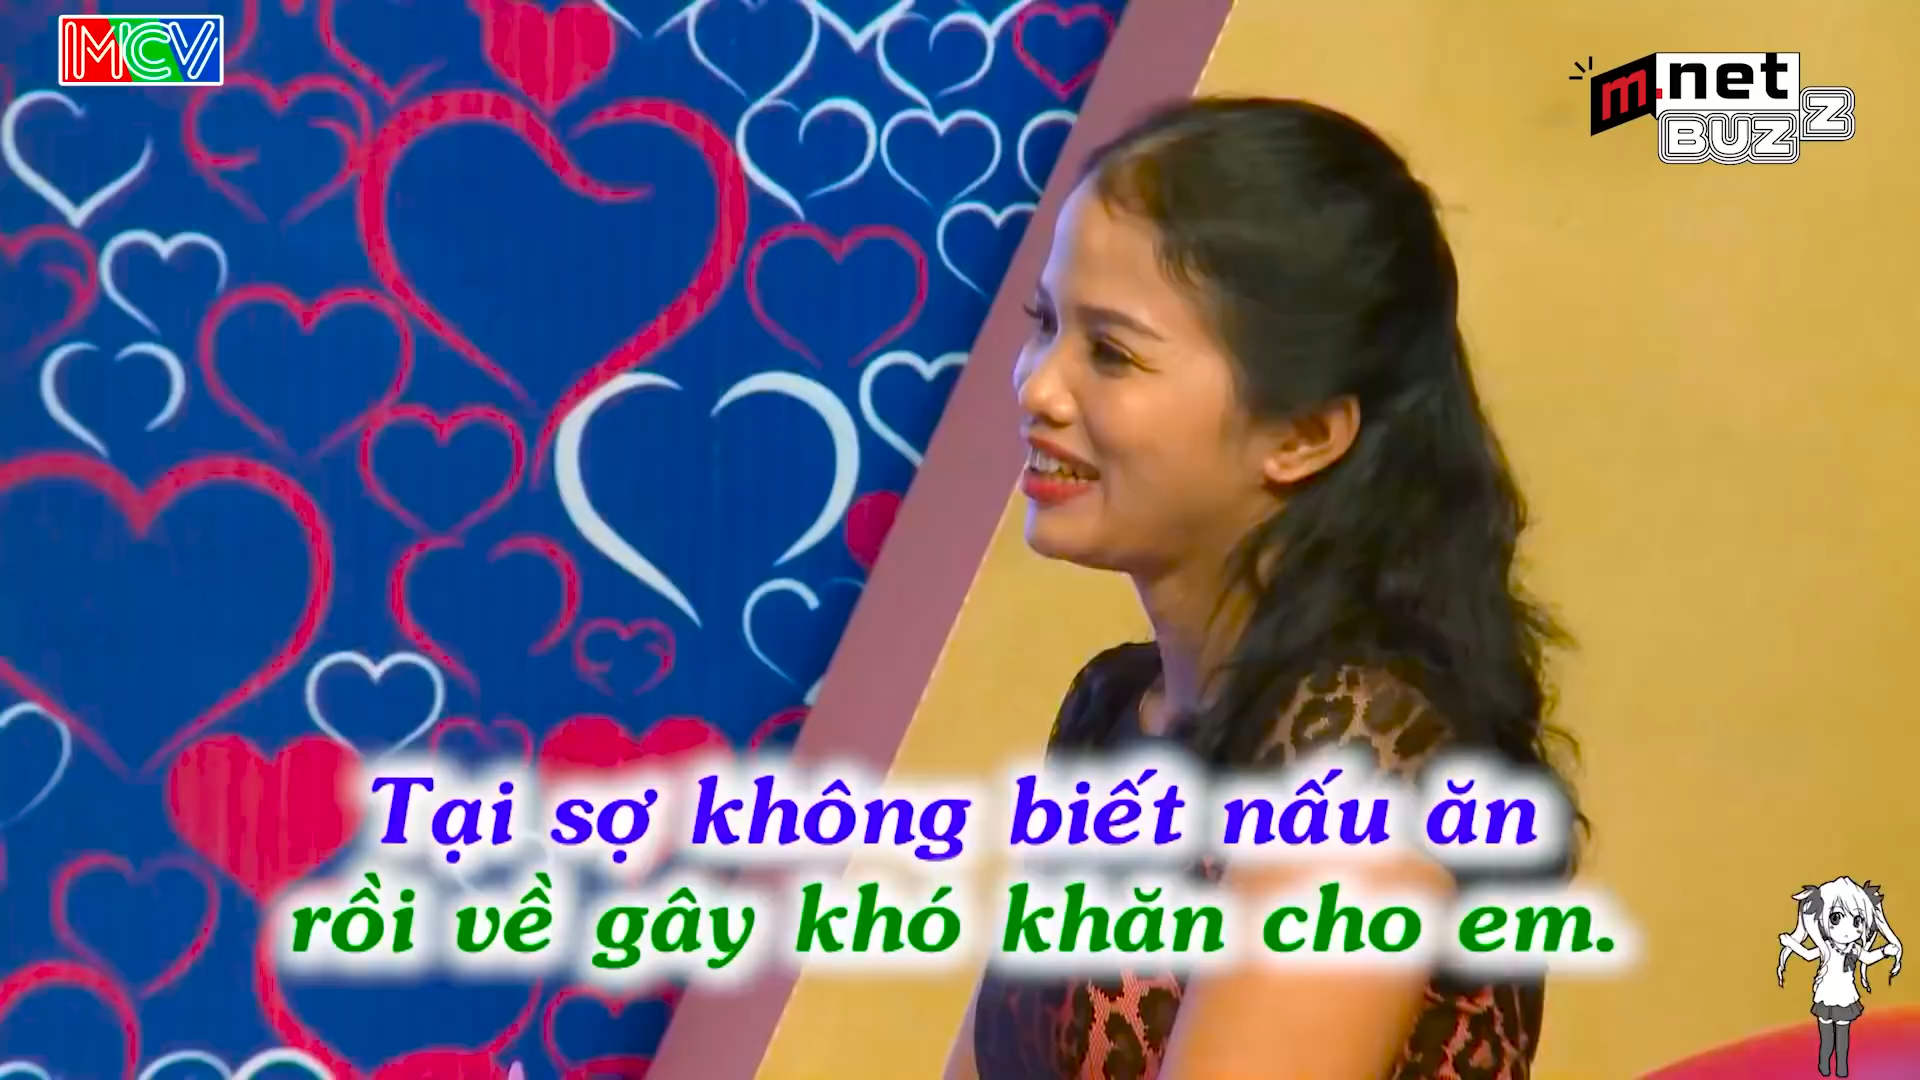 MCV
m.net
BUZZ
Tại sợ không biết nấu ăn
rồi về gây khó khăn cho em.